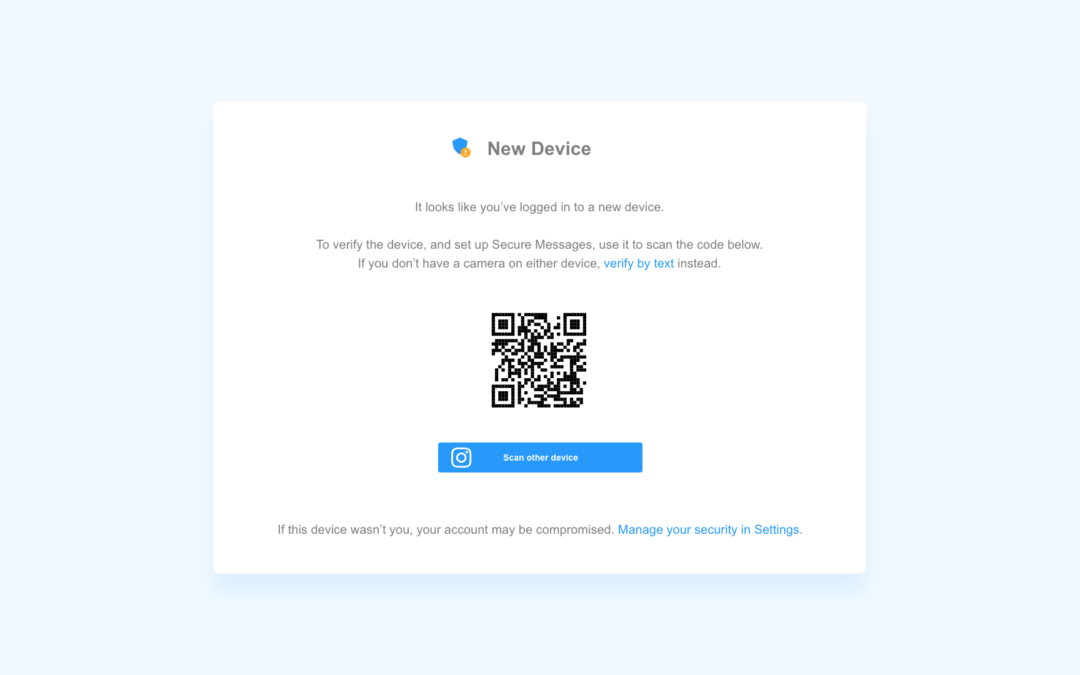 New Device
It looks like you’ve logged in to a new device.
To verify the device, and set up Secure Messages, use it to scan the code below.
If you don’t have a camera on either device, verify by text instead.
Scan other device
If this device wasn’t you, your account may be compromised. Manage your security in Settings.